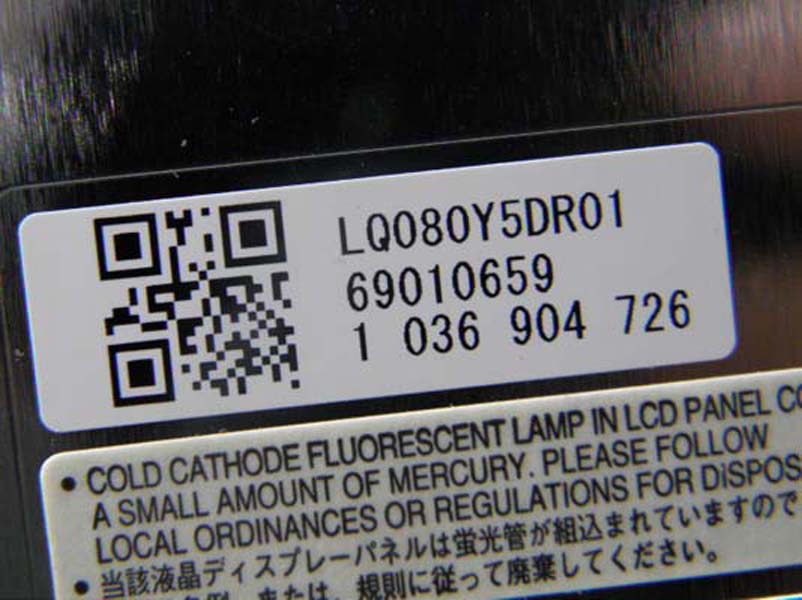 LQ080Y5DR01
69010659
1 036 904 726
• COLD CATHODE FLUORESCENT LAMP IN LCD PANEL CO
A SMALL AMOUNT OF MERCURY. PLEASE FOLLOW
LOCAL ORDINANCES OR REGULATIONS FOR DiSPOS
• 当該液晶ディスプレーパネルは蛍光管が組込まれていますので
または、規則に従って廃棄してください。